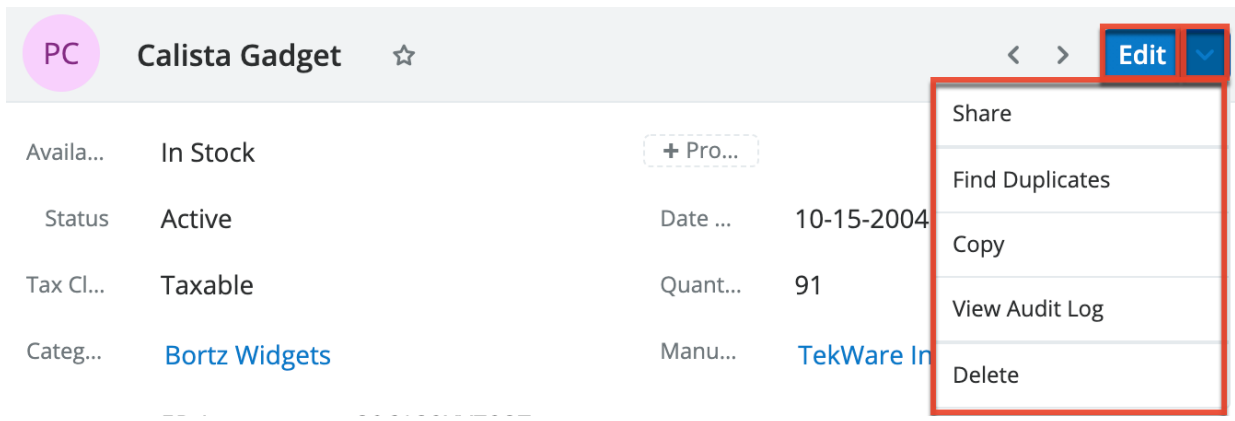 PC Calista Gadget Edit
Share
Availa... In Stock + Pro...
Find Duplicates
Status Active Date ... 10-15-2004
Copy
Tax Cl... Taxable Quant... 91
View Audit Log
Categ... Bortz Widgets Manu... TekWare In
Delete